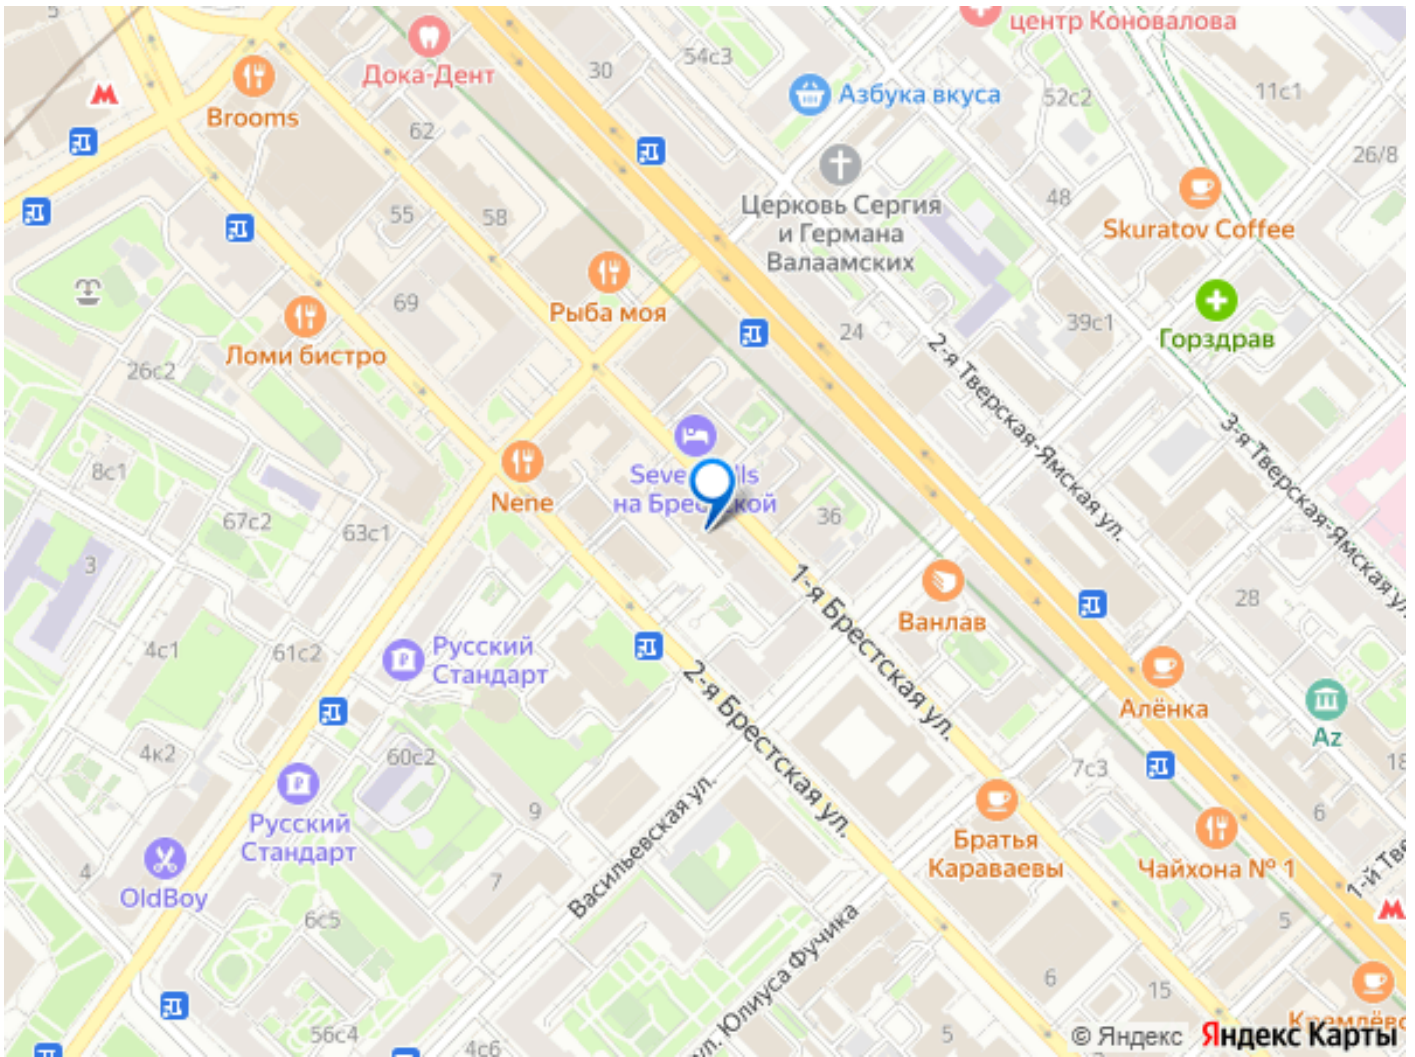 5
центр Коновалова
Дока-Дент
54с3
30
Азбука вкуса
52с2
11с1
Brooms
62
26/8
Церковь Сергия
и Германа
Валаамских
48
Skuratov Coffee
55
58
Рыба моя
69
39с1
Горздрав
24
Ломи бистро
26с2
2-я Тверская-Ямская ул.
3-я Тверская-Ямская ул.
8с1
Nene
на Брестской
36
67с2
63с1
3
1-я Брестская ул.
Ванлав
28
4с1
61с2
Русский
Стандарт
2-я Брестская ул.
Алёнка
Az
4к2
60с2
7с3
18
Васильевская ул.
9
6
Русский
Стандарт
Братья
Караваевы
Чайхона № 1
4
OldBoy
7
6с5
5
ул. Юлиуса Фучика
6
15
56с4
4с6
5
© Яндекс
Яндекс Карты